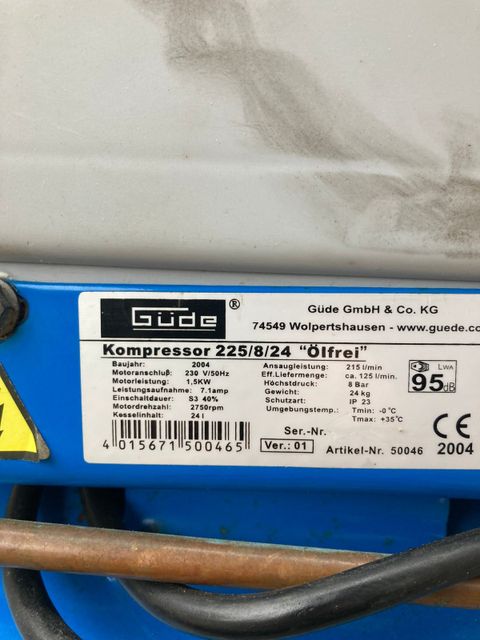 Güde ®
Güde GmbH & Co. KG
74549 Wolpertshausen - www.guede.co
Kompressor 225/8/24 "Ölfrei"
Baujahr: 2004
Motoranschluß: 230 V/50Hz
Motorleistung: 1,5KW
Leistungsaufnahme: 7.1amp
Einschaltdauer: S3 40%
Motordrehzahl: 2750rpm
Kesselinhalt: 24 l
Ansaugleistung: 215 l/min
Eff.Liefermenge: ca. 125 l/min.
Höchstdruck: 8 Bar
Gewicht: 24 kg
Schutzart: IP 23
Umgebungstemp.: Tmin: -0°C
Tmax: +35°C
LWA
95dB
4 015671 500465
Ser.-Nr.
Ver.: 01
Artikel-Nr. 50046
CE
2004